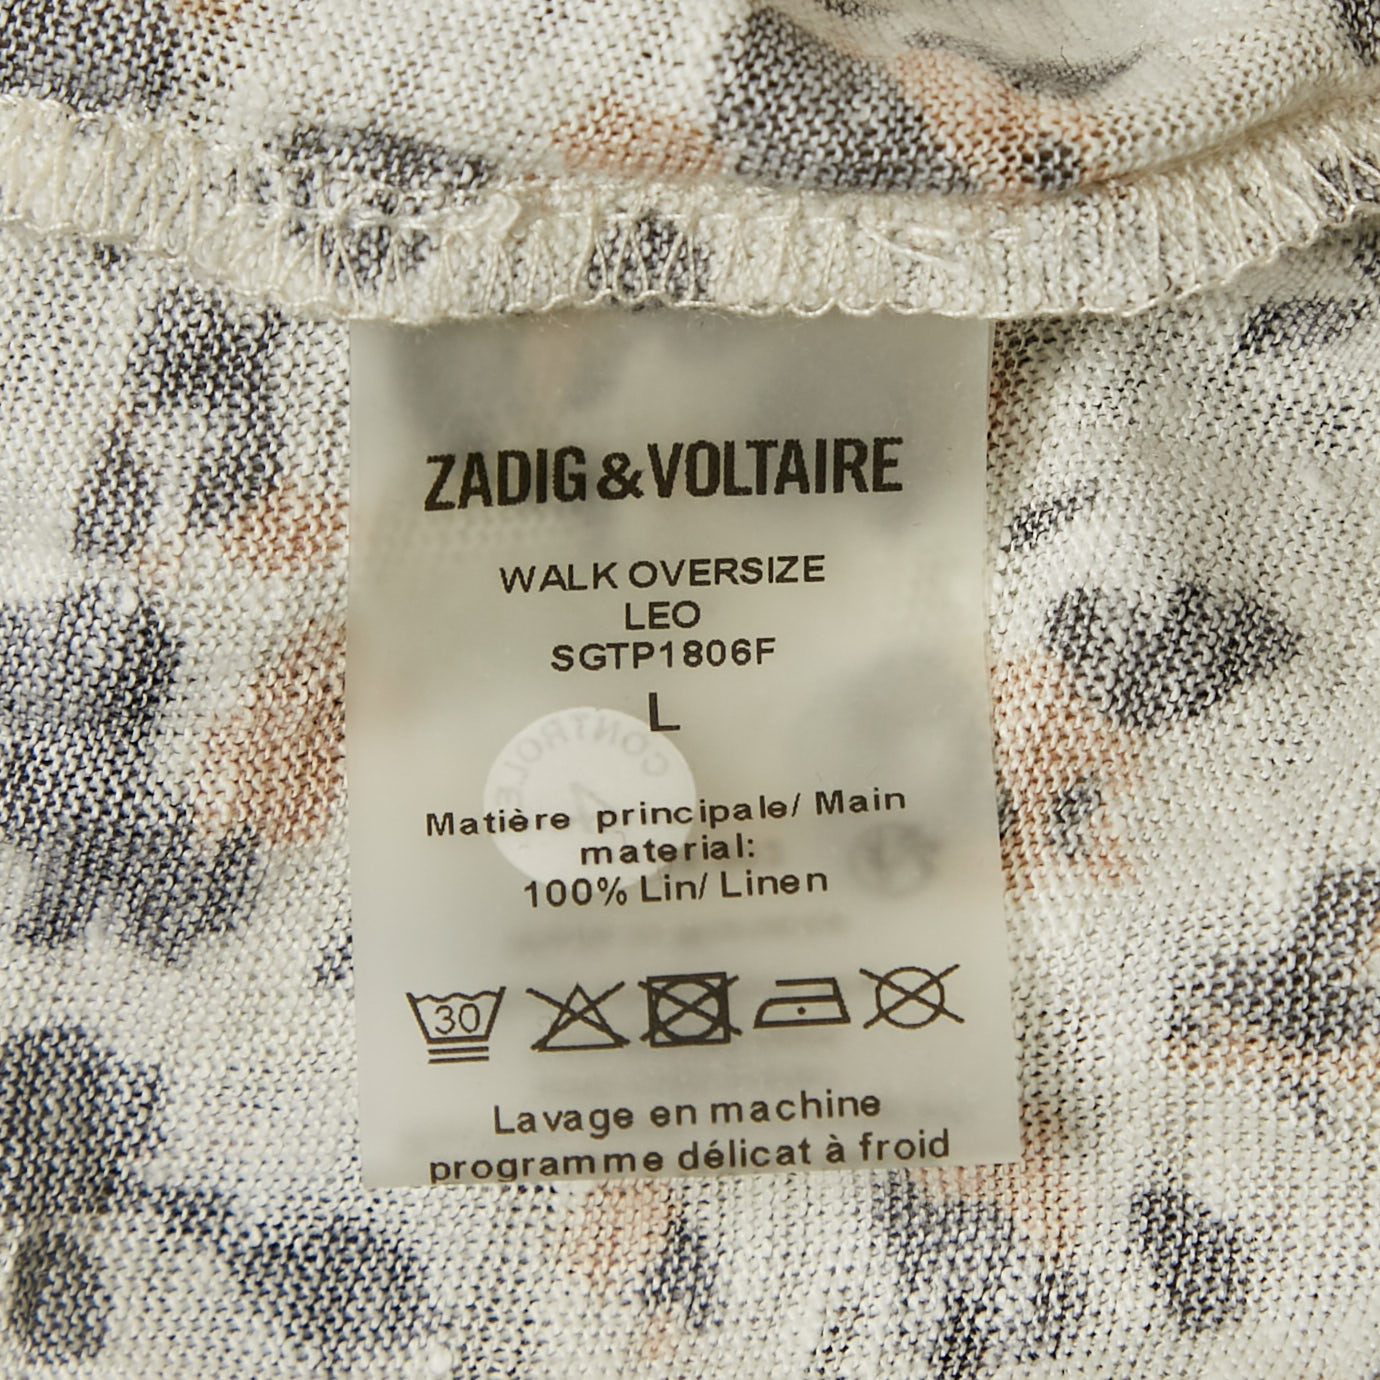 ZADIG & VOLTAIRE
WALK OVERSIZE
LEO
SGTP1806F
L
CONTROLE
Matière principale/ Main
material:
100% Lin/ Linen
30
Lavage en machine
programme délicat à froid